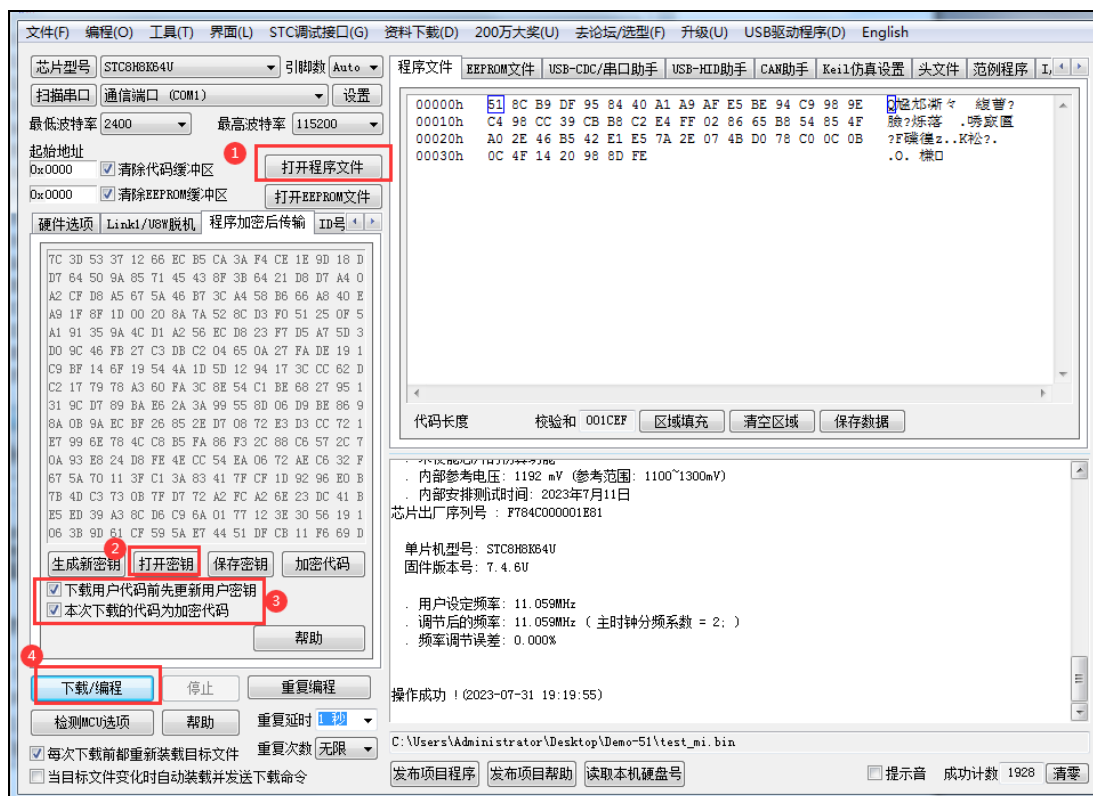 文件(F) 编程(O) 工具(T) 界面(L) STC调试接口(G) 资料下载(D) 200万大奖(U) 去论坛/选型(F) 升级(U) USB驱动程序(D) English
芯片型号 STC8H8K64U 引脚数 Auto
扫描串口 通信端口 (COM1) 设置
最低波特率 2400 最高波特率 115200
起始地址
0x0000 清除代码缓冲区 1 打开程序文件
0x0000 清除EEPROM缓冲区 打开EEPROM文件
硬件选项 Link1/U8W脱机 程序加密后传输 ID号
7C 3D 53 37 12 66 EC B5 CA 3A F4 CE 1E 9D 18 D
D7 64 50 9A 85 71 45 43 8F 3B 64 21 D8 D7 A4 0
A2 CF D8 A5 67 5A 46 B7 3C A4 58 B6 66 A8 40 E
A9 1F 8F 1D 00 20 8A 7A 52 8C D3 F0 51 25 0F 5
A1 91 35 9A 4C D1 A2 56 EC D8 23 F7 D5 A7 5D 3
D0 9C 46 FB 27 C3 DB C2 04 65 0A 27 FA DE 19 1
C9 BF 14 6F 19 54 4A 1D 5D 12 94 17 3C CC 62 D
C2 17 79 78 A3 60 FA 3C 8E 54 C1 BE 68 27 95 1
31 9C D7 89 BA E6 2A 3A 99 55 8D 06 D9 BE 86 9
8A 0B 9A EC BF 26 85 2E D7 08 72 E3 D3 CC 72 1
E7 99 6E 78 4C C8 B5 FA 86 F3 2C 88 C6 57 2C 7
0A 93 E8 24 D8 FE 4E CC 54 EA 06 72 AE C6 32 F
67 5A 70 11 3F C1 3A 83 41 7F CF 1D 92 96 E0 B
7B 4D C3 73 0B 7F D7 72 A2 FC A2 6E 23 DC 41 B
E5 ED 39 A3 8C D6 C9 6A 01 77 12 3E 30 56 19 1
06 3B 9D 61 CF 59 5A E7 44 51 DF CB 11 F6 69 D
2
生成新密钥 打开密钥 保存密钥 加密代码
下载用户代码前先更新用户密钥
本次下载的代码为加密代码
3
帮助
4
下载/编程 停止 重复编程
检测MCU选项 帮助 重复延时 1 秒
每次下载前都重新装载目标文件 重复次数 无限
当目标文件变化时自动装载并发送下载命令
程序文件 EEPROM文件 USB-CDC/串口助手 USB-HID助手 CAN助手 Keil仿真设置 头文件 范例程序 I
00000h 51 8C B9 DF 95 84 40 A1 A9 AF E5 BE 94 C9 98 9E
00010h C4 98 CC 39 CB B8 C2 E4 FF 02 86 65 B8 54 85 4F
00020h A0 2E 46 B5 42 E1 E5 7A 2E 07 4B D0 78 C0 0C 0B
00030h 0C 4F 14 20 98 8D FE
代码长度 校验和 001CEF 区域填充 清空区域 保存数据
. 内部参考电压: 1192 mV (参考范围: 1100~1300mV)
. 内部安排测试时间: 2023年7月11日
芯片出厂序列号 : F784C000001E81
单片机型号: STC8H8K64U
固件版本号: 7.4.6U
. 用户设定频率: 11.059MHz
. 调节后的频率: 11.059MHz ( 主时钟分频系数 = 2; )
. 频率调节误差: 0.000%
操作成功 !(2023-07-31 19:19:55)
C:\Users\Administrator\Desktop\Demo-51\test_mi.bin
发布项目程序 发布项目帮助 读取本机硬盘号 提示音 成功计数 1928 清零